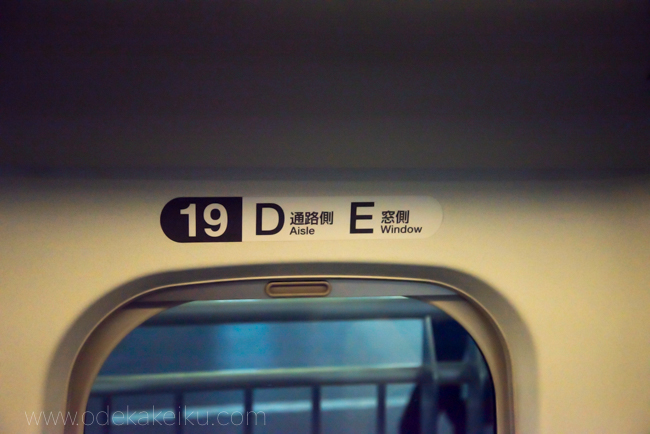 19 D 通路側 Aisle E 窓側 Window
www.odekakeiku.com